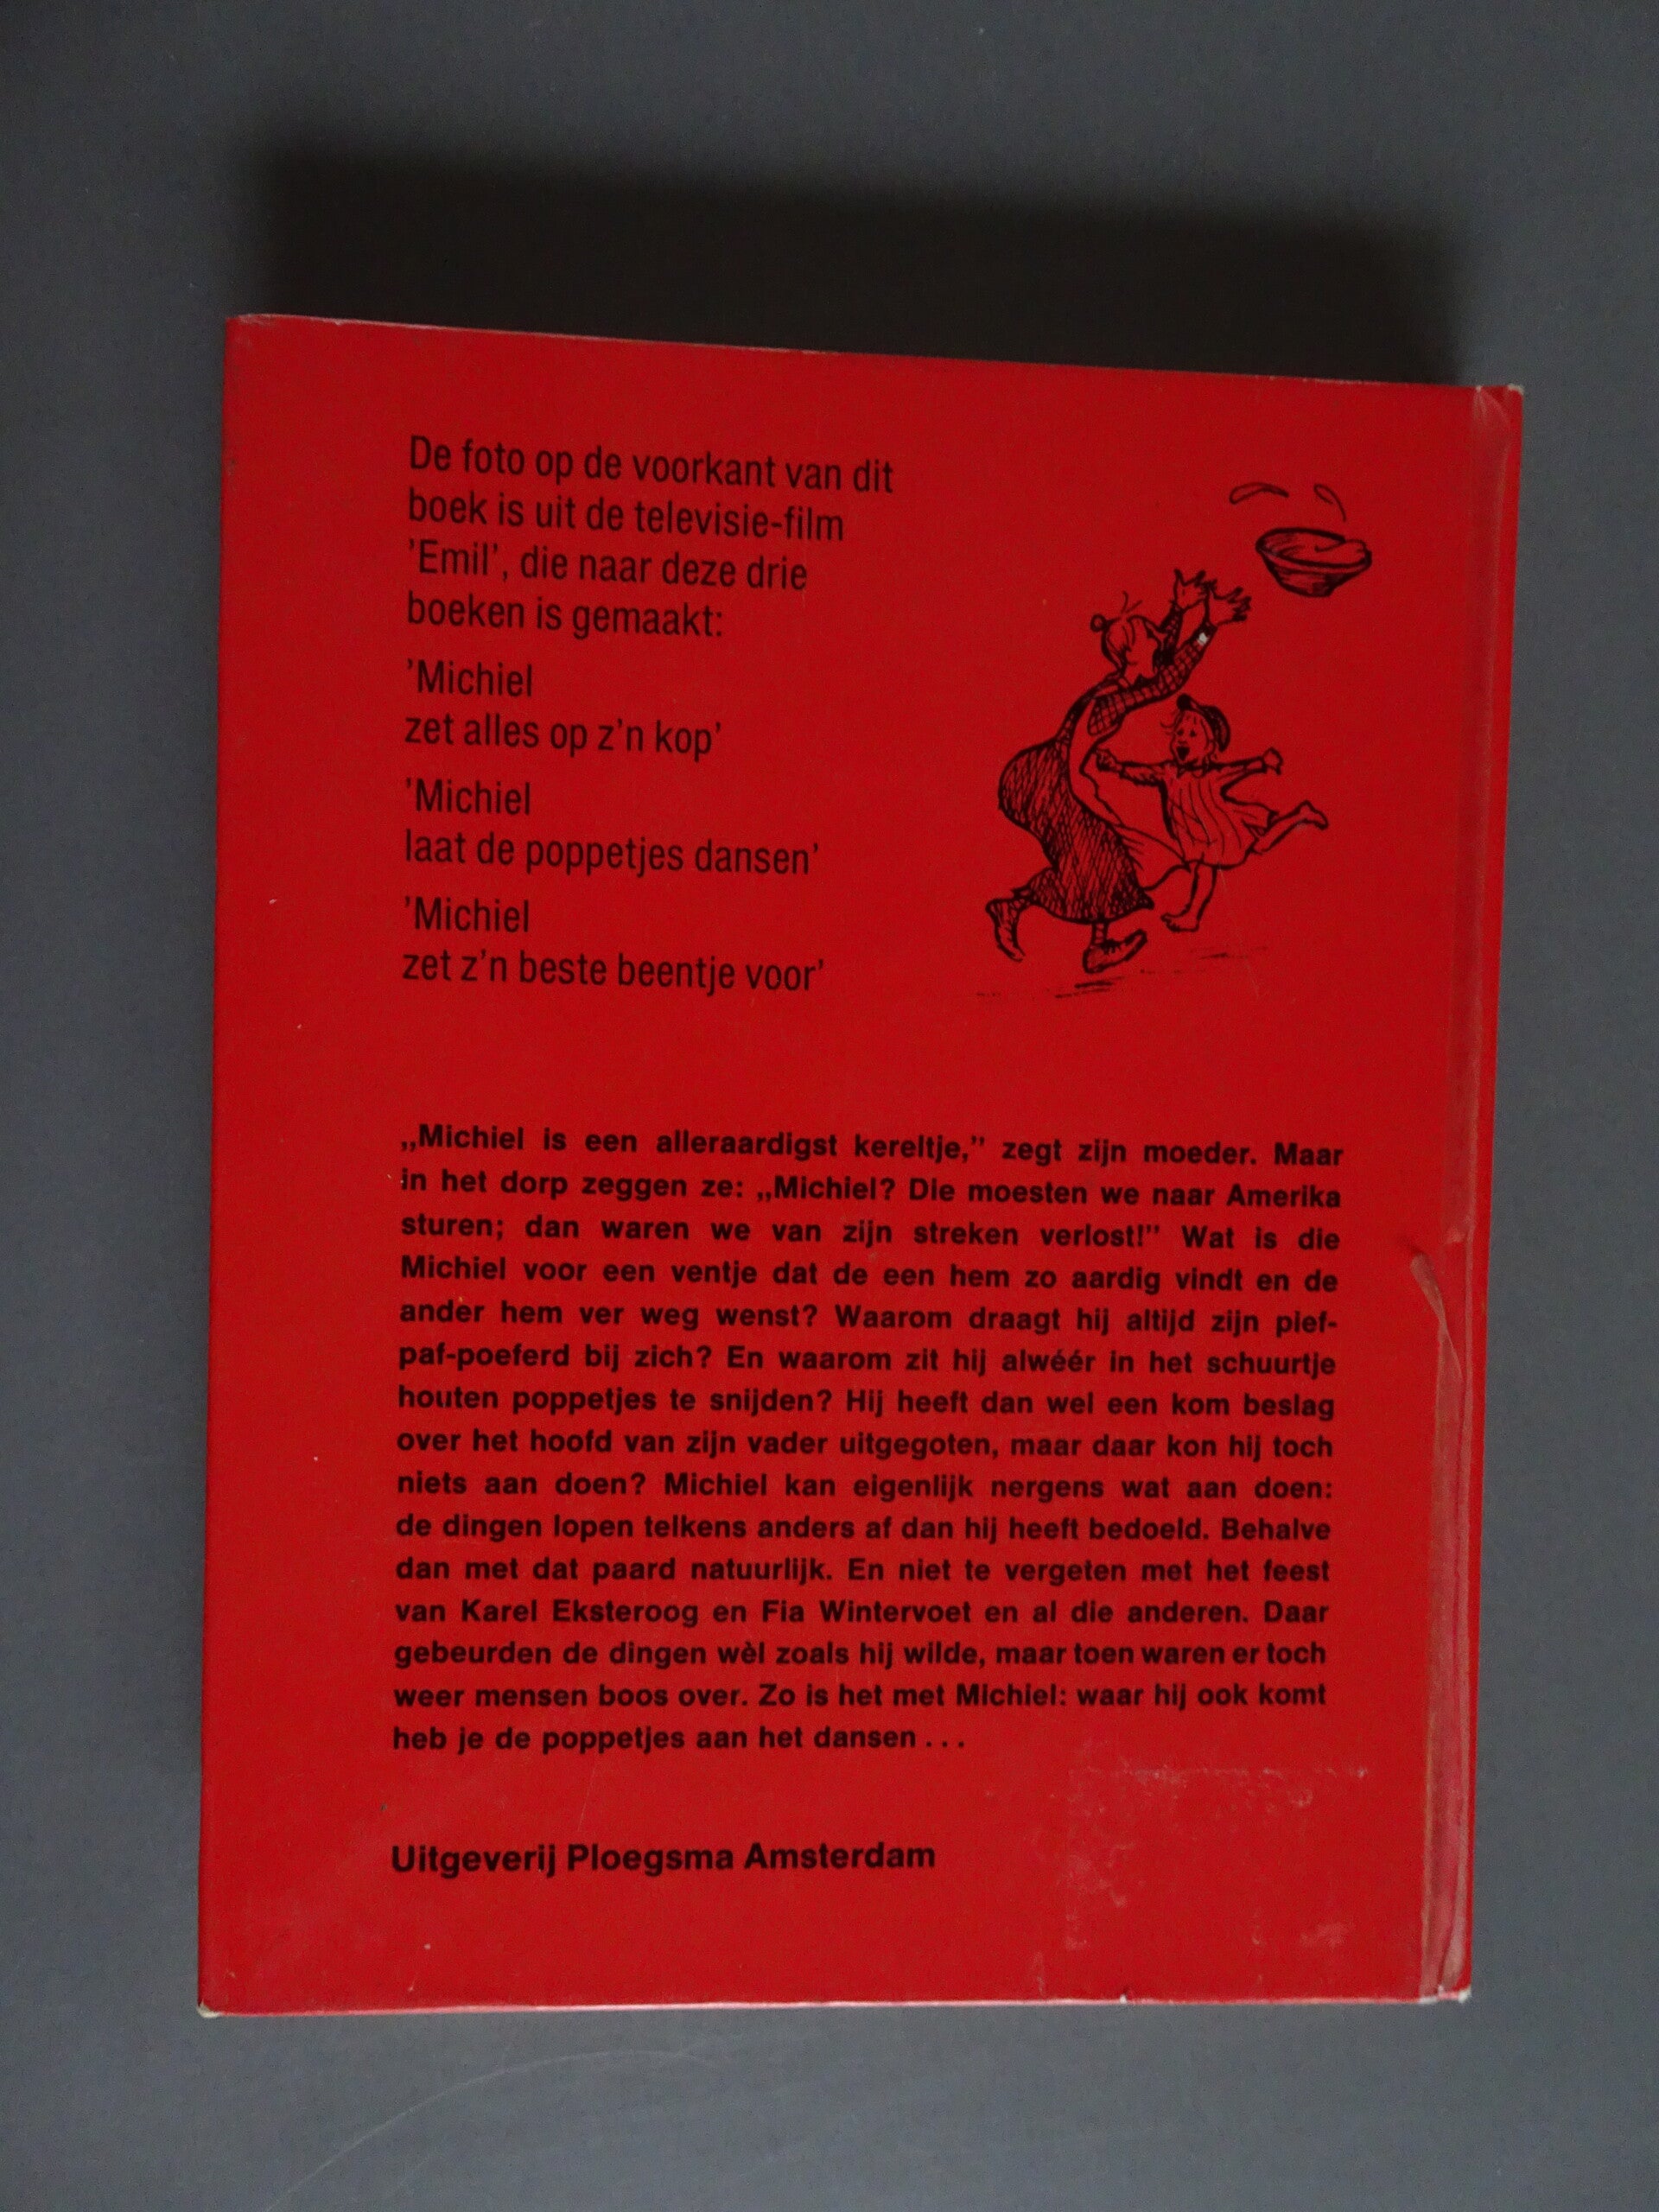 De foto op de voorkant van dit
boek is uit de televisie-film
'Emil', die naar deze drie
boeken is gemaakt:
'Michiel
zet alles op z'n kop'
'Michiel
laat de poppetjes dansen'
'Michiel
zet z'n beste beentje voor'
„Michiel is een alleraardigst kereltje,” zegt zijn moeder. Maar
in het dorp zeggen ze: „Michiel? Die moesten we naar Amerika
sturen; dan waren we van zijn streken verlost!” Wat is die
Michiel voor een ventje dat de een hem zo aardig vindt en de
ander hem ver weg wenst? Waarom draagt hij altijd zijn pief-
paf-poeferd bij zich? En waarom zit hij alwéér in het schuurtje
houten poppetjes te snijden? Hij heeft dan wel een kom beslag
over het hoofd van zijn vader uitgegoten, maar daar kon hij toch
niets aan doen? Michiel kan eigenlijk nergens wat aan doen:
de dingen lopen telkens anders af dan hij heeft bedoeld. Behalve
dan met dat paard natuurlijk. En niet te vergeten met het feest
van Karel Eksteroog en Fia Wintervoet en al die anderen. Daar
gebeurden de dingen wèl zoals hij wilde, maar toen waren er toch
weer mensen boos over. Zo is het met Michiel: waar hij ook komt
heb je de poppetjes aan het dansen ...
Uitgeverij Ploegsma Amsterdam